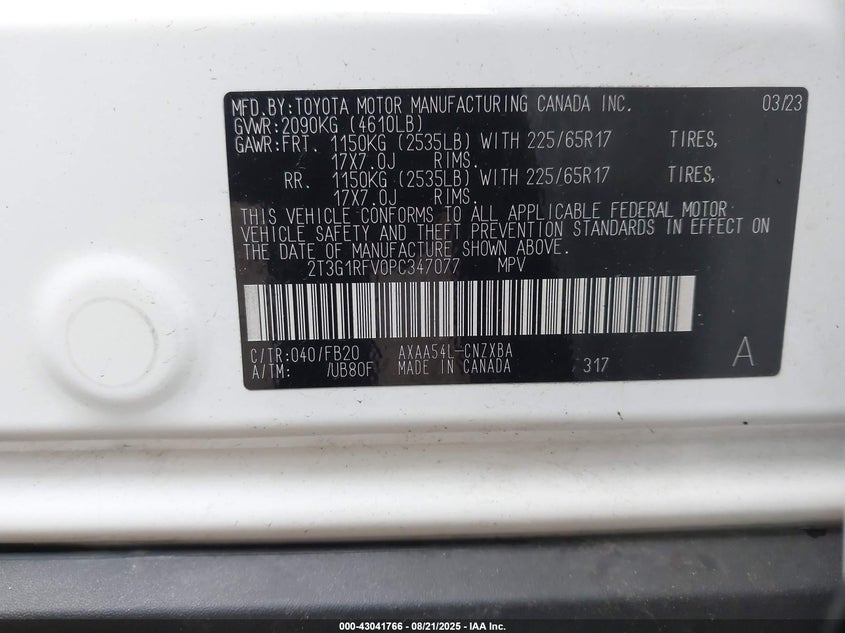 MFD.BY:TOYOTA MOTOR MANUFACTURING CANADA INC. 03/23
GVWR:2090KG (4610LB)
GAWR:FRT. 1150KG (2535LB) WITH 225/65R17 TIRES,
17X7.0J RIMS.
RR. 1150KG (2535LB) WITH 225/65R17 TIRES,
17X7.0J RIMS.
THIS VEHICLE CONFORMS TO ALL APPLICABLE FEDERAL MOTOR
VEHICLE SAFETY AND THEFT PREVENTION STANDARDS IN EFFECT ON
THE DATE OF MANUFACTURE SHOWN ABOVE.
2T3G1RFV0PC347077 MPV
C/TR:040/FB20 AXAA54L-CNZXBA A
A/TM: /UB80F MADE IN CANADA 317
000-43041766 - 08/21/2025 - IAA Inc.